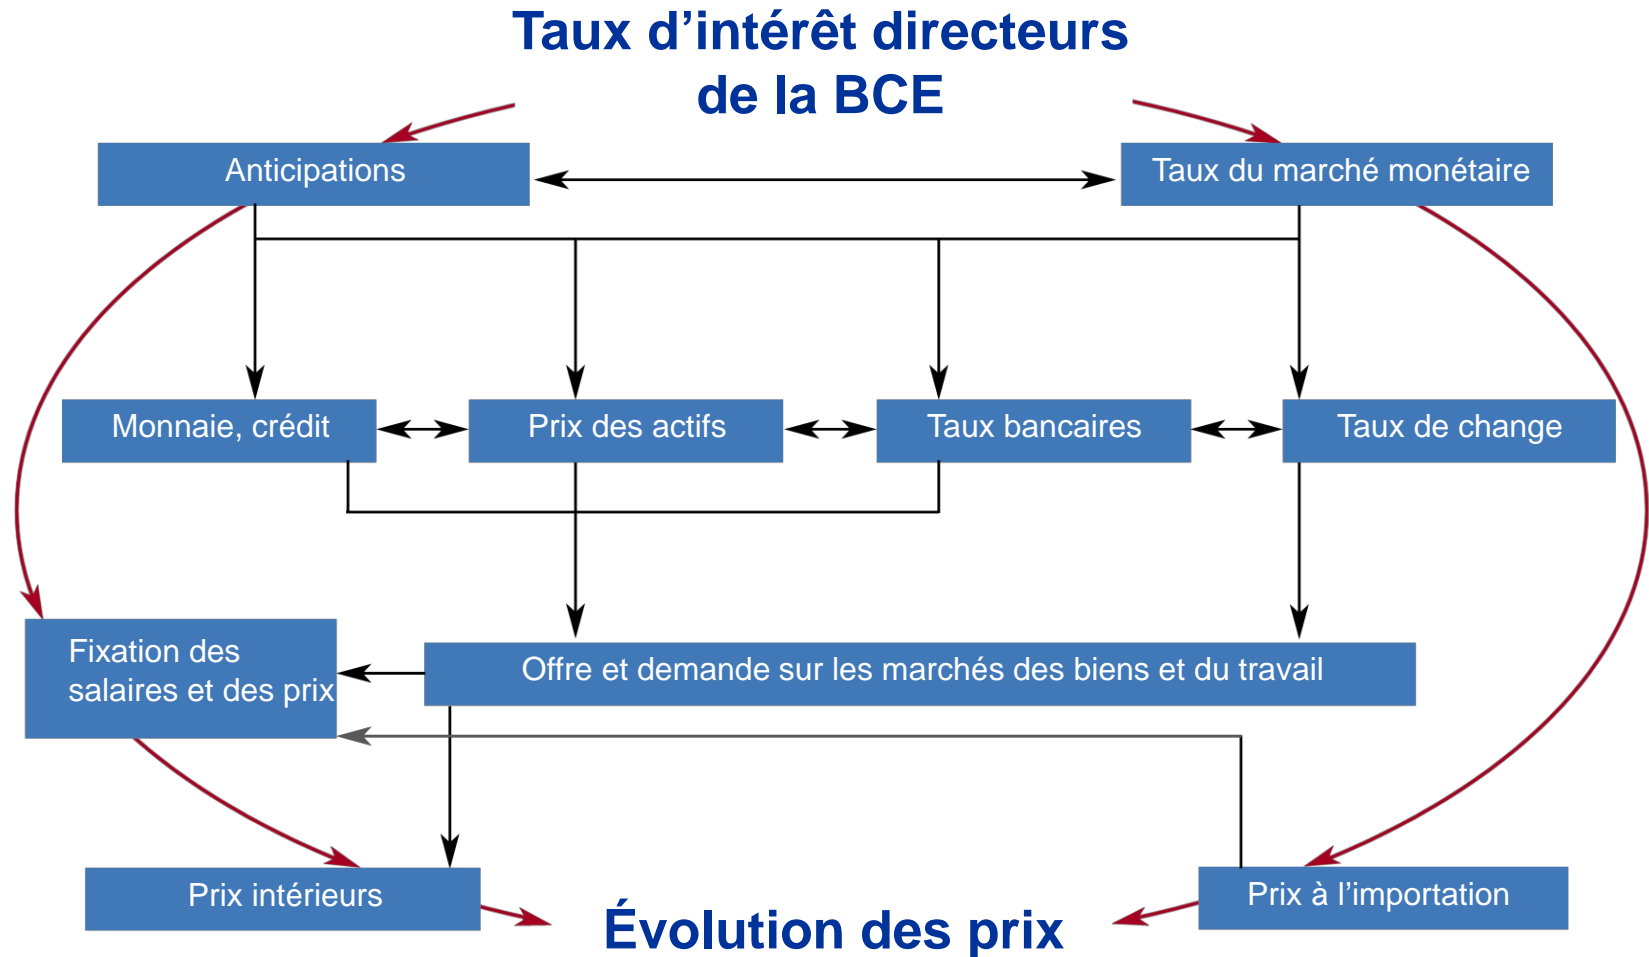 Taux d’intérêt directeurs
de la BCE
Anticipations
Taux du marché monétaire
Monnaie, crédit
Prix des actifs
Taux bancaires
Taux de change
Fixation des
salaires et des prix
Offre et demande sur les marchés des biens et du travail
Prix intérieurs
Prix à l’importation
Évolution des prix